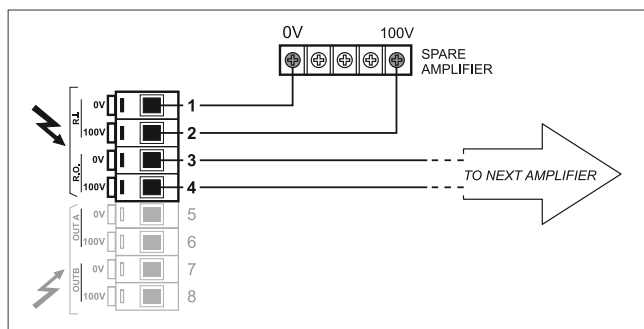 0V 100V
SPARE
AMPLIFIER
R.I.
0V 1
100V 2
R.O.
0V 3
100V 4
TO NEXT AMPLIFIER
OUT A
0V 5
100V 6
OUTB
0V 7
100V 8